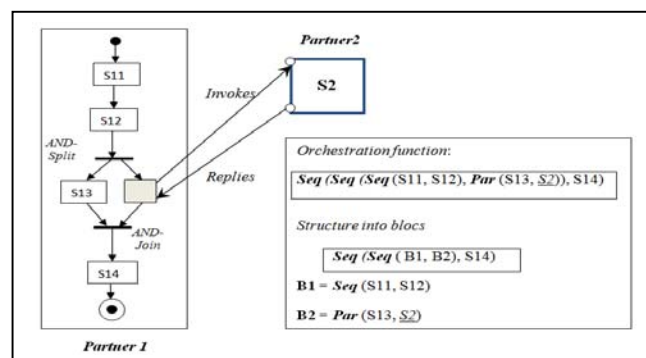 Partner2
S11
S2
Invokes
S12
AND-
Split
Orchestration function:
S13
Replies
Seq (Seq (Seq (S11, S12), Par (S13, S2)), S14)
AND-
Join
Structure into blocs
S14
Seq (Seq ( B1, B2), S14)
B1 = Seq (S11, S12)
B2 = Par (S13, S2)
Partner 1